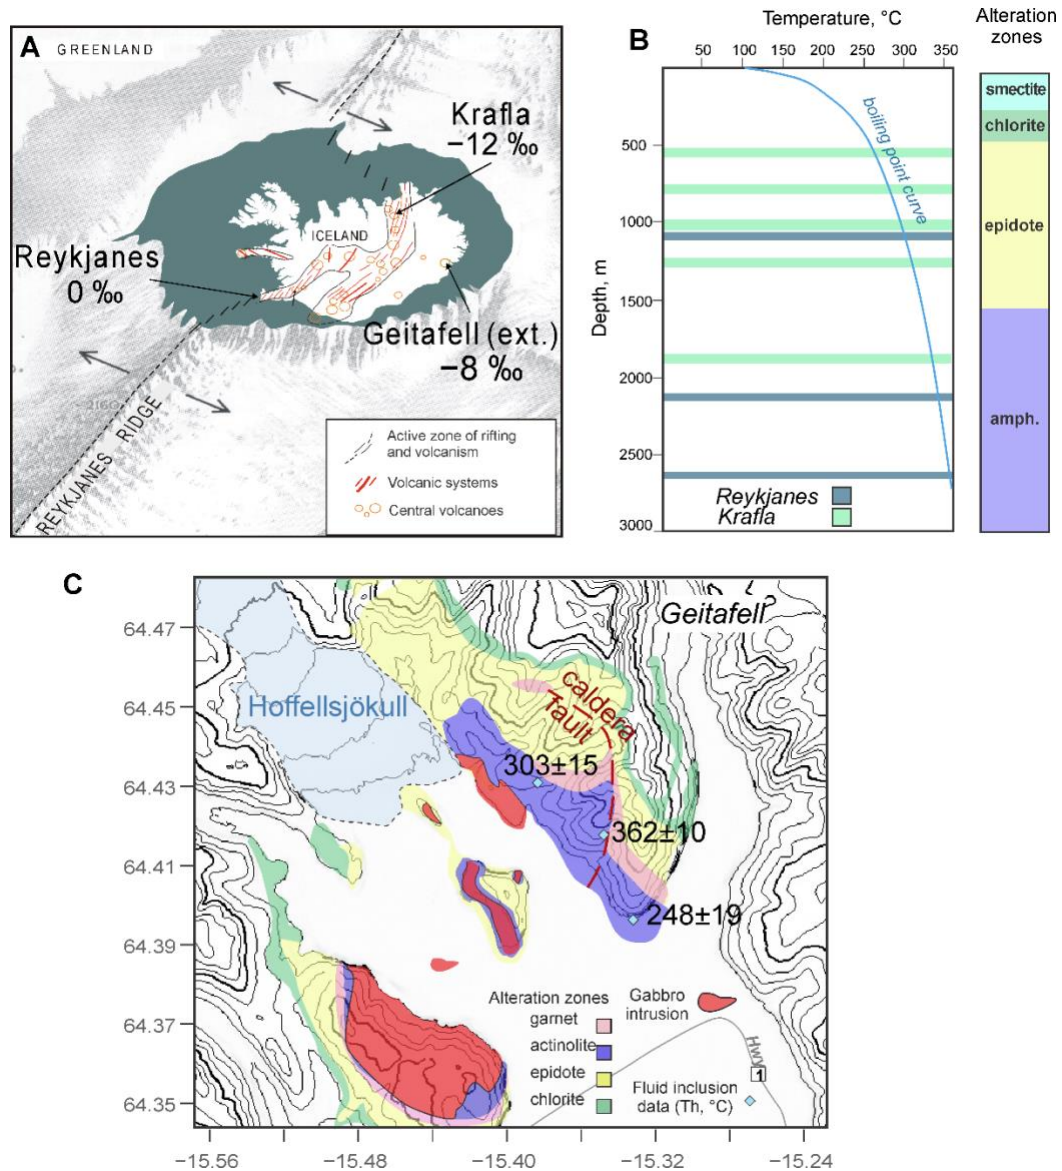 A
GREENLAND
Krafla
−12 ‰
ICELAND
Reykjanes
0 ‰
Geitafell (ext.)
−8 ‰
2160
REYKJANES RIDGE
Active zone of rifting
and volcanism
Volcanic systems
Central volcanoes
B
Temperature, °C
50 100 150 200 250 300 350
Depth, m
500
1000
1500
2000
2500
3000
boiling point curve
Reykjanes
Krafla
Alteration
zones
smectite
chlorite
epidote
amph.
C
Geitafell
64.47
64.45
64.43
64.41
64.39
64.37
64.35
Hoffellsjökull
caldera
fault
303±15
362±10
248±19
Alteration zones
garnet
actinolite
epidote
chlorite
Gabbro
intrusion
Hwy
1
Fluid inclusion
data (Th, °C)
−15.56 −15.48 −15.40 −15.32 −15.24